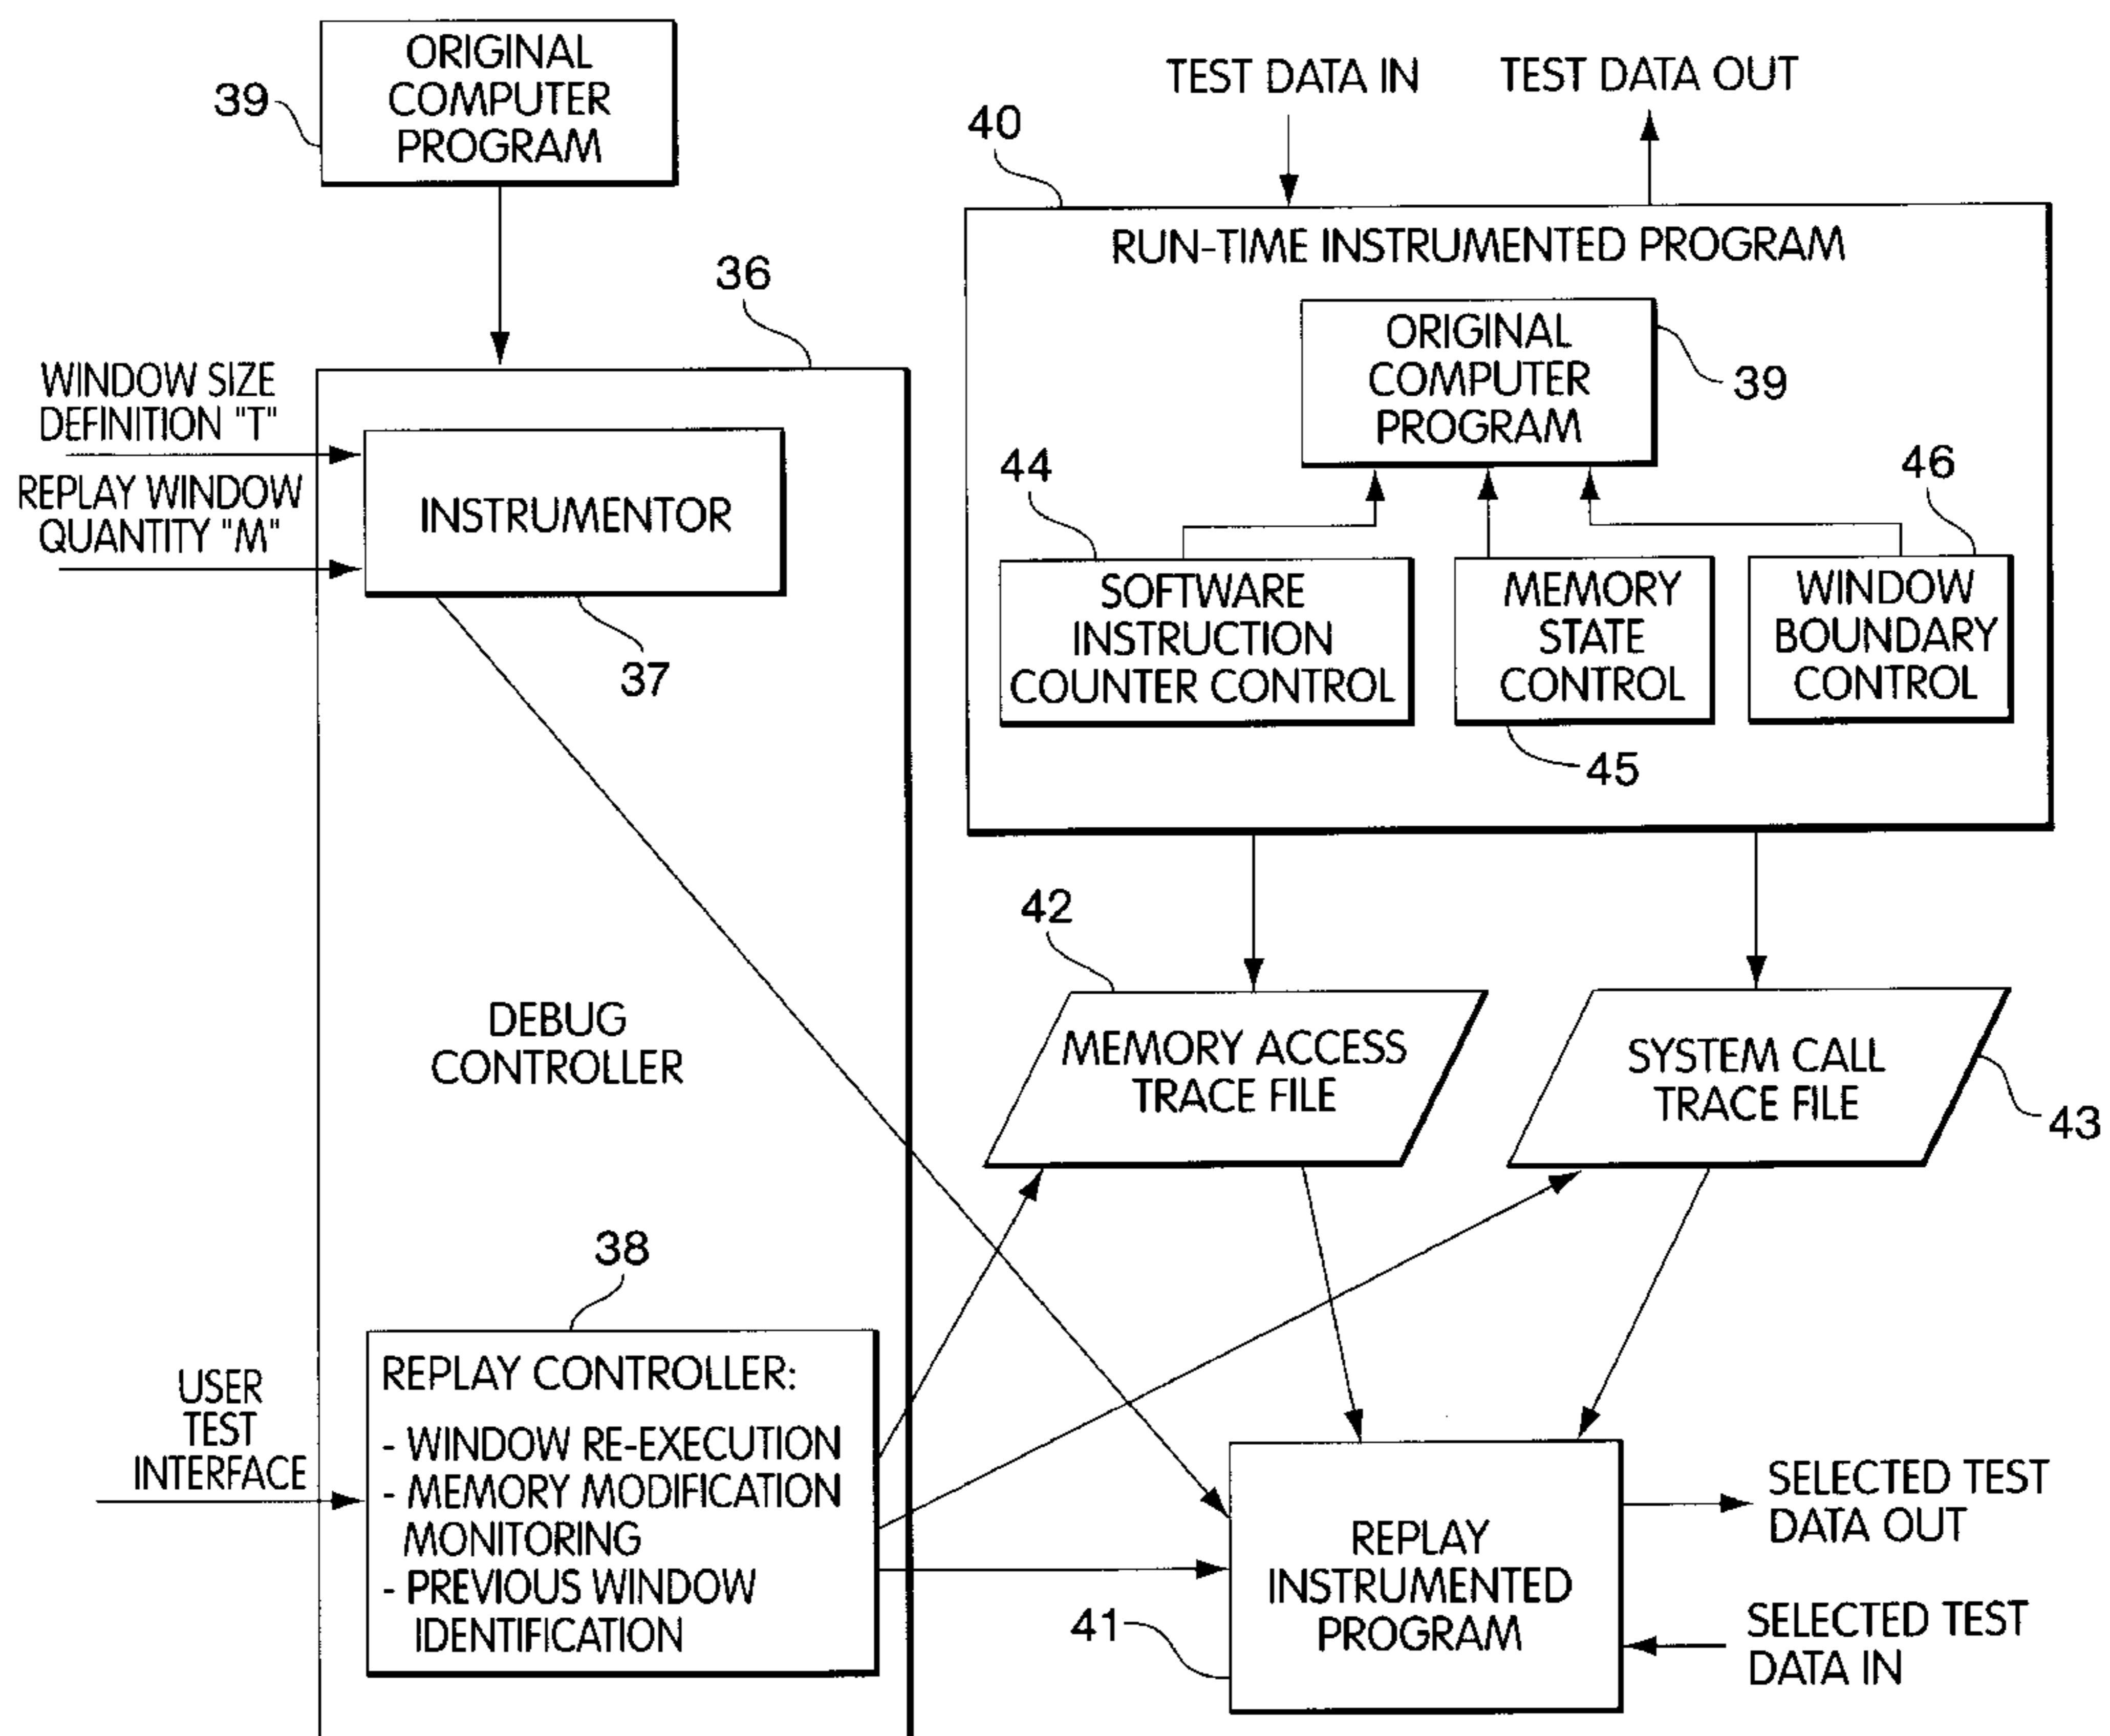 ORIGINAL
COMPUTER
PROGRAM
39
TEST DATA IN
TEST DATA OUT
40
RUN-TIME INSTRUMENTED PROGRAM
ORIGINAL
COMPUTER
PROGRAM
39
44
SOFTWARE
INSTRUCTION
COUNTER CONTROL
MEMORY
STATE
CONTROL
45
46
WINDOW
BOUNDARY
CONTROL
36
WINDOW SIZE
DEFINITION "T"
REPLAY WINDOW
QUANTITY "M"
INSTRUMENTOR
37
DEBUG
CONTROLLER
42
MEMORY ACCESS
TRACE FILE
SYSTEM CALL
TRACE FILE
43
38
USER
TEST
INTERFACE
REPLAY CONTROLLER:
- WINDOW RE-EXECUTION
- MEMORY MODIFICATION
MONITORING
- PREVIOUS WINDOW
IDENTIFICATION
REPLAY
INSTRUMENTED
PROGRAM
41
SELECTED TEST
DATA OUT
SELECTED TEST
DATA IN